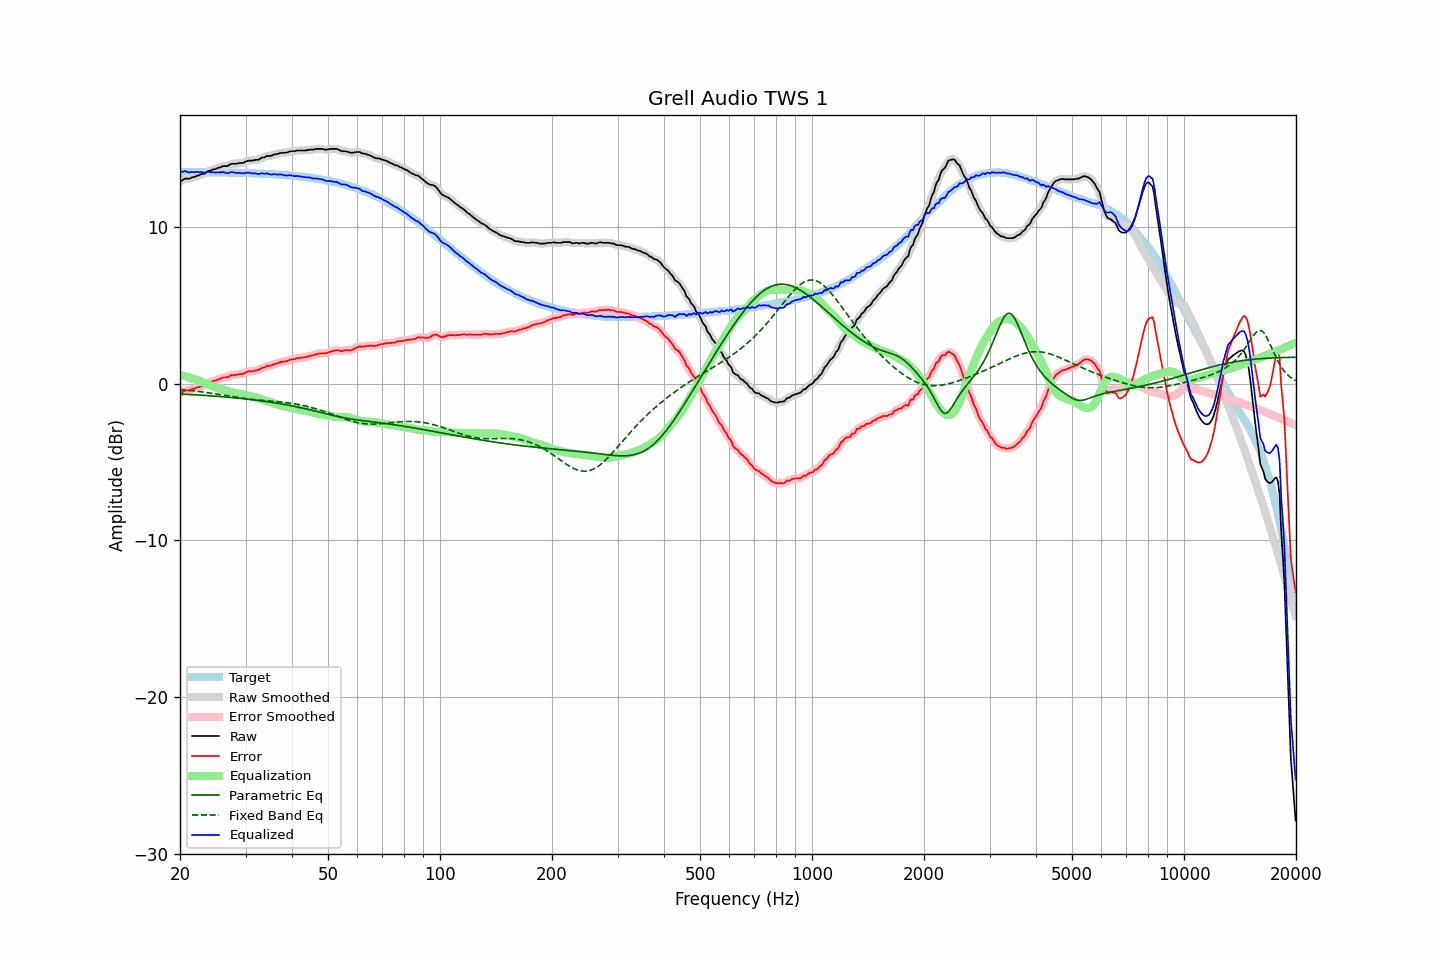 Grell Audio TWS 1
Amplitude (dBr)
10
0
−10
−20
−30
Target
Raw Smoothed
Error Smoothed
Raw
Error
Equalization
Parametric Eq
Fixed Band Eq
Equalized
20 50 100 200 500 1000 2000 5000 10000 20000
Frequency (Hz)